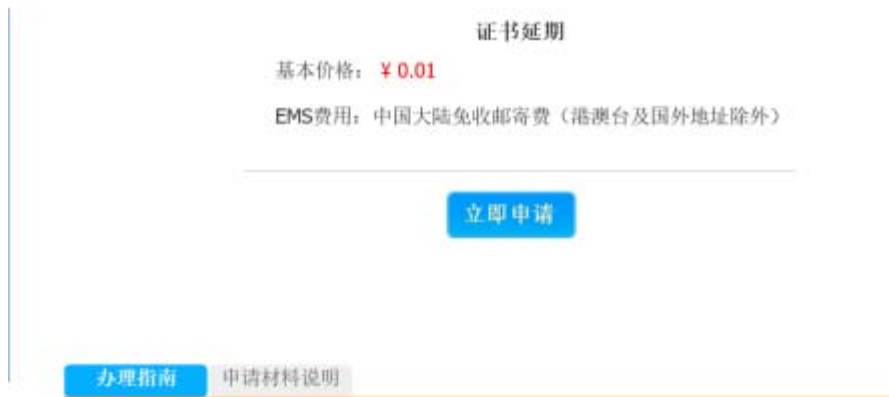 证书延期
基本价格：￥0.01
EMS费用：中国大陆免收邮寄费（港澳台及国外地址除外）
立即申请
办理指南 申请材料说明